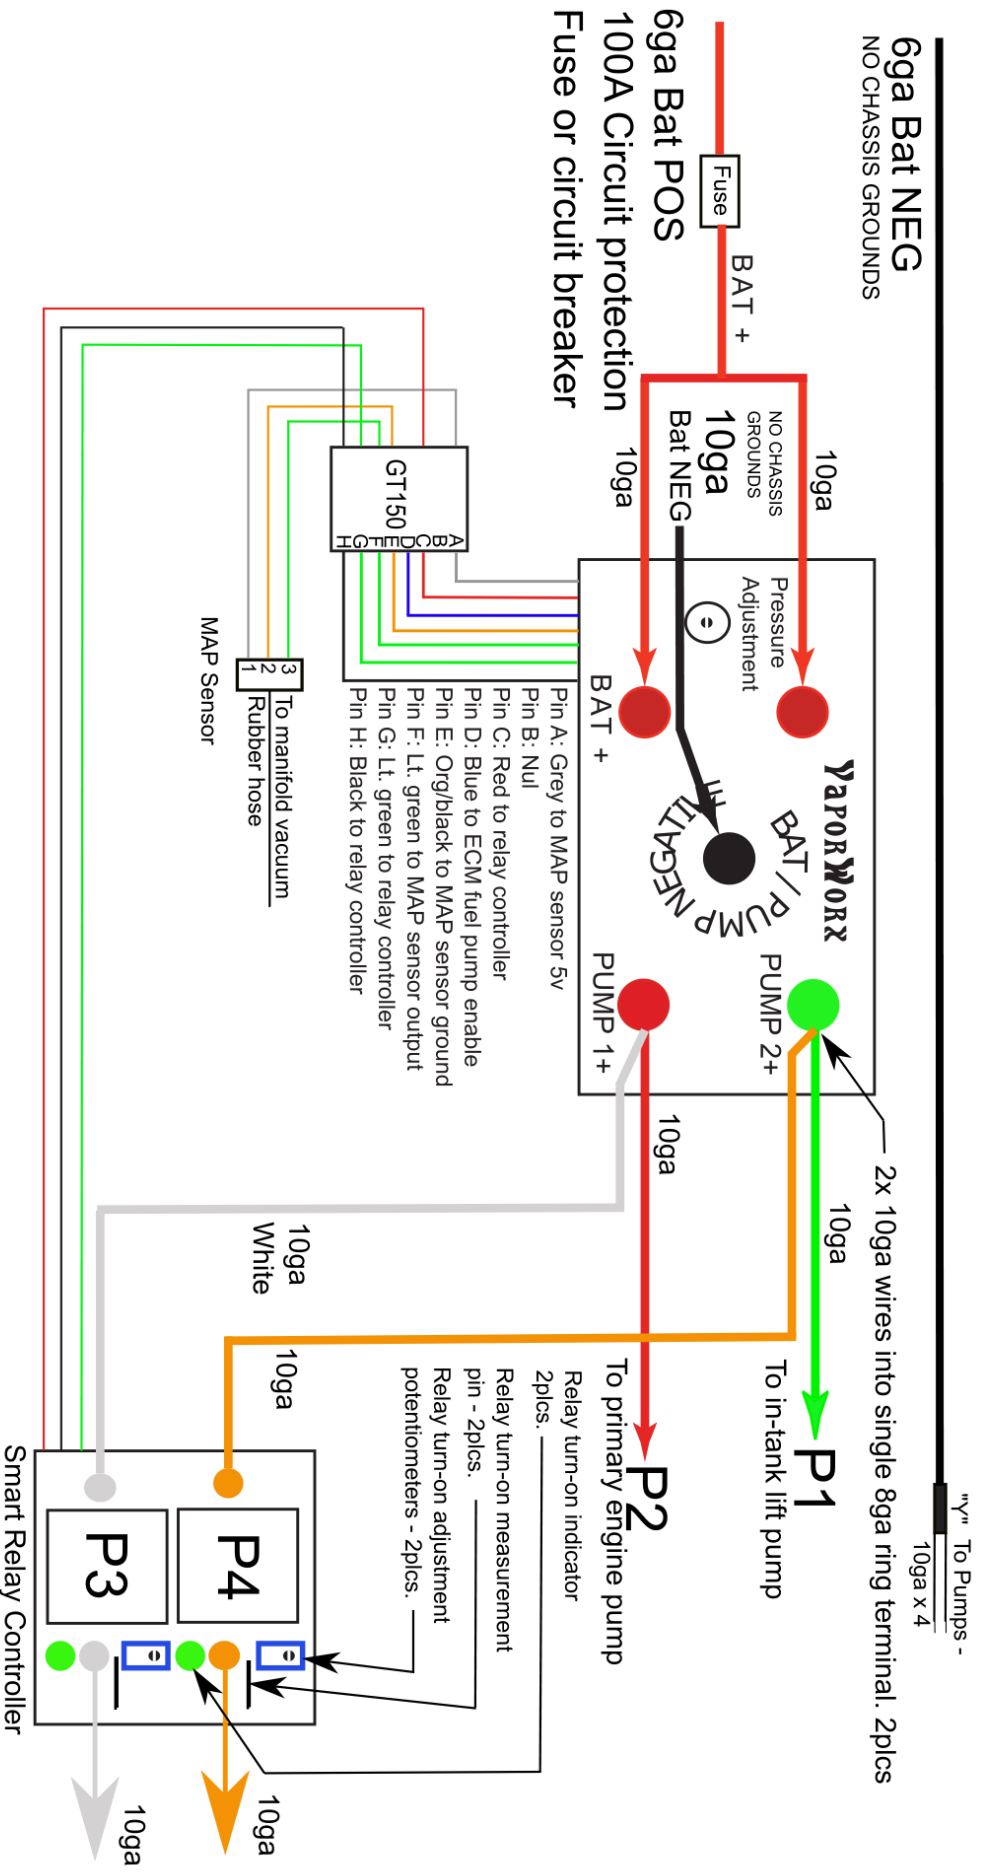 6ga Bat NEG
NO CHASSIS GROUNDS
"Y" To Pumps -
10ga x 4
6ga Bat POS
100A Circuit protection
Fuse or circuit breaker
Fuse
BAT +
10ga
NO CHASSIS
GROUNDS
10ga
Bat NEG
10ga
Pressure
Adjustment
VaporWorx
BAT / PUMP NEGATIVE
BAT +
PUMP 2+
PUMP 1+
2x 10ga wires into single 8ga ring terminal. 2plcs
10ga
10ga
P1
To in-tank lift pump
P2
To primary engine pump
GT150
A
B
C
D
E
F
G
H
Pin A: Grey to MAP sensor 5v
Pin B: Nul
Pin C: Red to relay controller
Pin D: Blue to ECM fuel pump enable
Pin E: Org/black to MAP sensor ground
Pin F: Lt. green to MAP sensor output
Pin G: Lt. green to relay controller
Pin H: Black to relay controller
3
2
1
To manifold vacuum
Rubber hose
MAP Sensor
10ga
White
10ga
Relay turn-on indicator
2plcs.
Relay turn-on measurement
pin - 2plcs.
Relay turn-on adjustment
potentiometers - 2plcs.
P4
P3
10ga
10ga
Smart Relay Controller